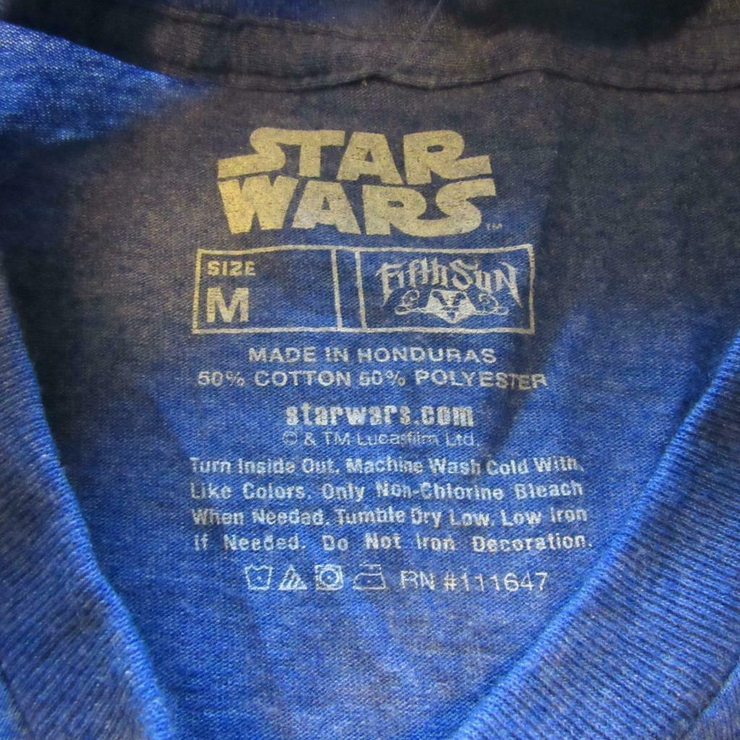 STAR
WARS™
SIZE
M
FifthSun
MADE IN HONDURAS
50% COTTON 50% POLYESTER
starwars.com
© & TM Lucasfilm Ltd.
Turn Inside Out. Machine Wash Cold With
Like Colors. Only Non-Chlorine Bleach
When Needed. Tumble Dry Low. Low Iron
If Needed. Do Not Iron Decoration.
RN #111647